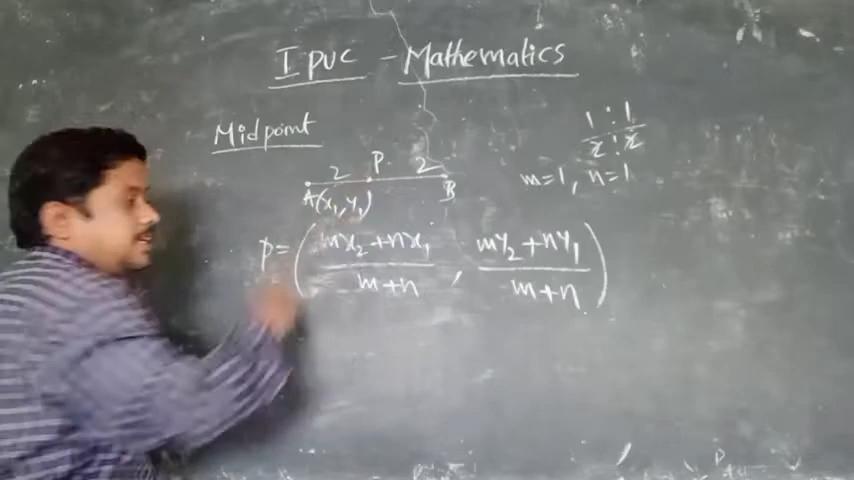 I PUC - Mathematics
Midpoint
1 : 1
2 : 2
2 P 2
A(x₁, y₁) B
m=1, n=1
P = ( mx₂+nx₁ / m+n , my₂+ny₁ / m+n )